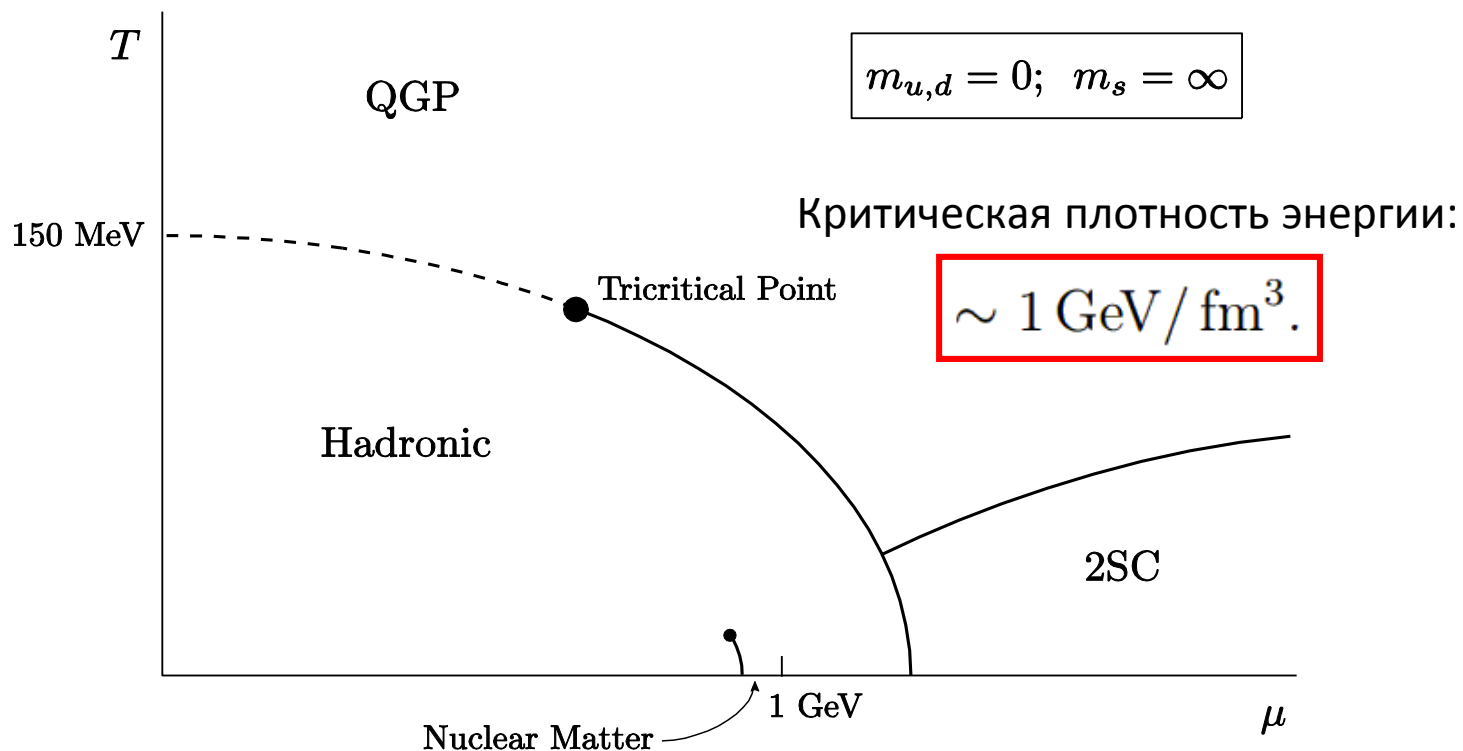 T
QGP
m_{u,d} = 0; m_s = ∞
Критическая плотность энергии:
150 MeV
Tricritical Point
~ 1 GeV/ fm³.
Hadronic
2SC
1 GeV
μ
Nuclear Matter